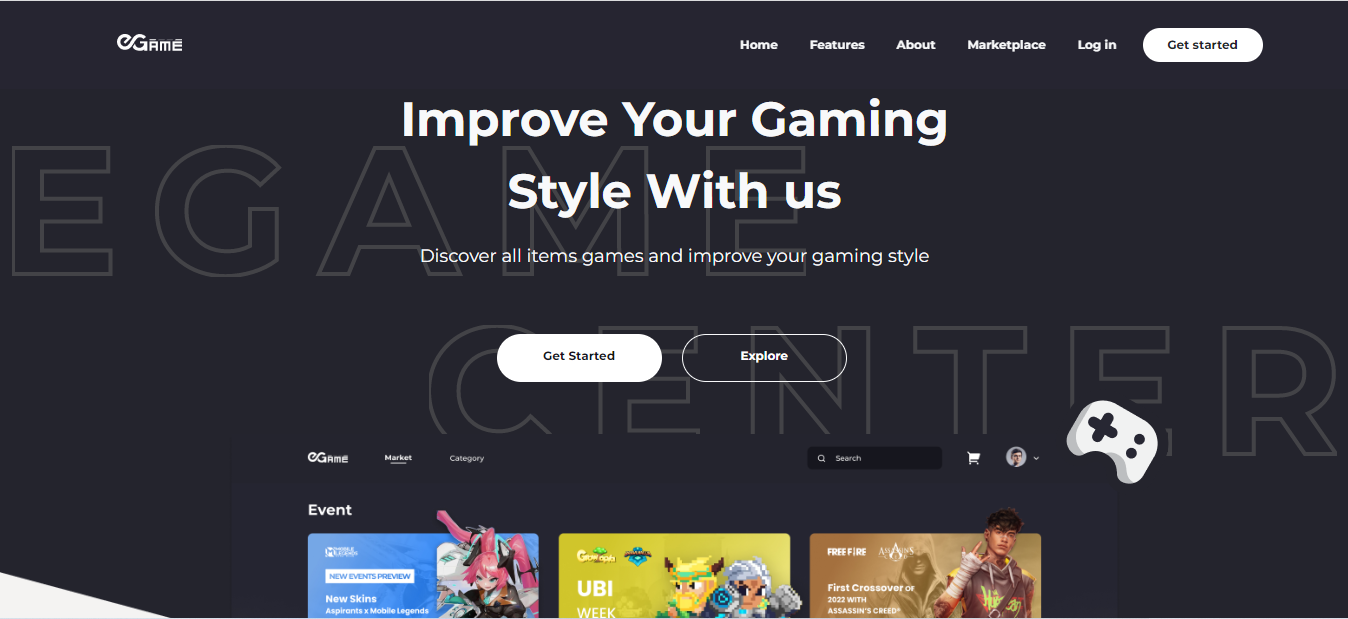 eGAME
Home Features About Marketplace Log in Get started
Improve Your Gaming
Style With us
EGAME
Discover all items games and improve your gaming style
CENTER
Get Started Explore
eGAME Market Category Search
Event
MOBILE LEGENDS
NEW EVENTS PREVIEW
New Skins
Aspironts x Mobile Legends
Growtopia
UBI
WEEK
FREE FIRE ASSASSIN'S
First Crossover OF
2022 WITH
ASSASSIN'S CREED®